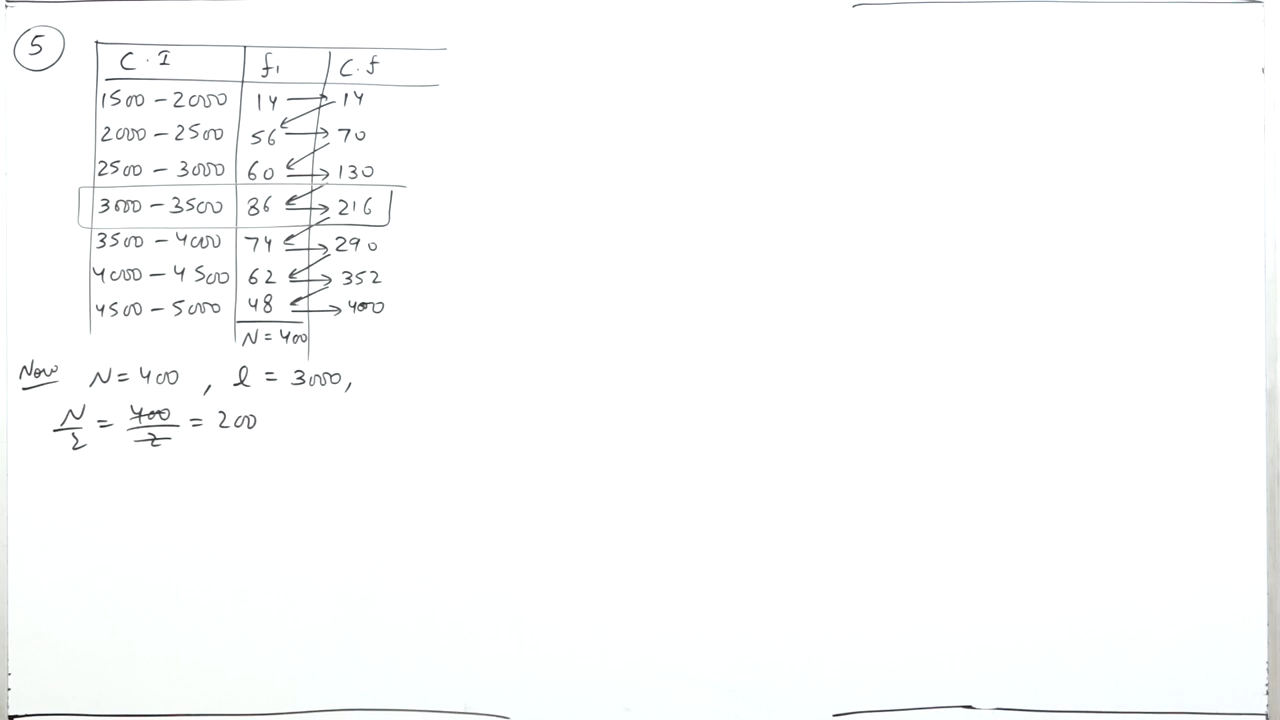 5
C.I f₁ C.f
1500 - 2000 14 14
2000 - 2500 56 70
2500 - 3000 60 130
3000 - 3500 86 216
3500 - 4000 74 290
4000 - 4500 62 352
4500 - 5000 48 400
N = 400
Now N = 400 , l = 3000,
N/2 = 400/2 = 200